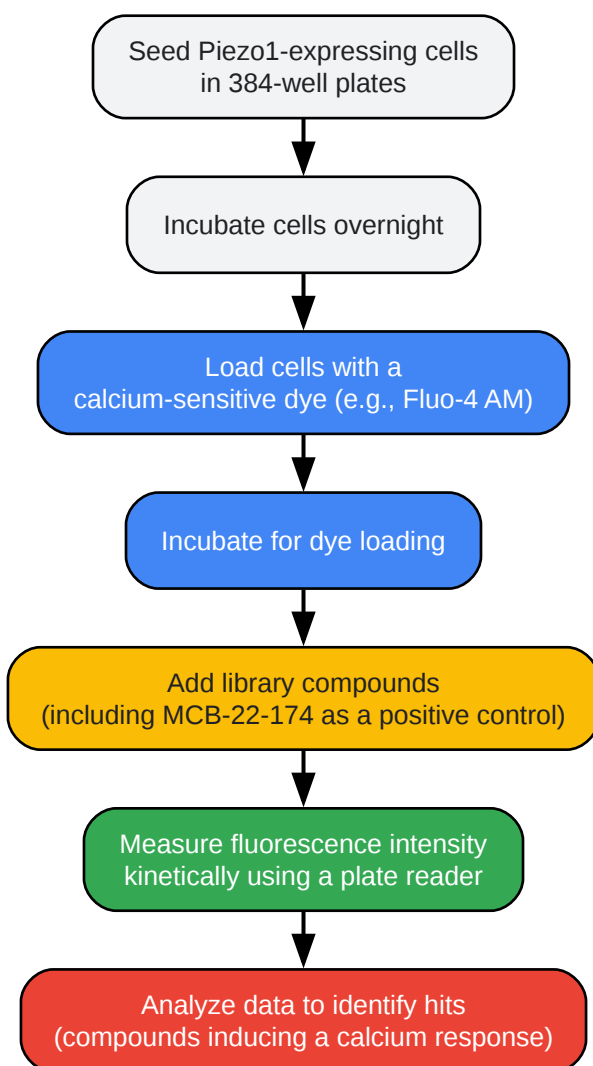 Seed Piezo1-expressing cells
in 384-well plates
Incubate cells overnight
Load cells with a
calcium-sensitive dye (e.g., Fluo-4 AM)
Incubate for dye loading
Add library compounds
(including MCB-22-174 as a positive control)
Measure fluorescence intensity
kinetically using a plate reader
Analyze data to identify hits
(compounds inducing a calcium response)